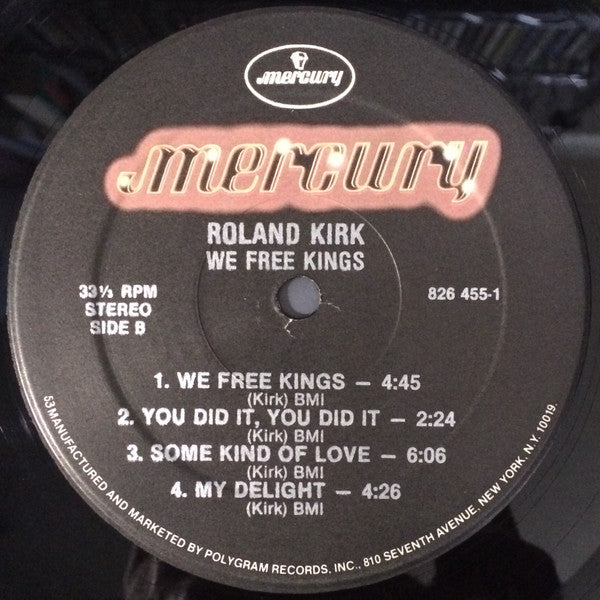 mercury
mercury
ROLAND KIRK
WE FREE KINGS
33⅓ RPM
STEREO
SIDE B
826 455-1
1. WE FREE KINGS — 4:45
(Kirk) BMI
2. YOU DID IT, YOU DID IT — 2:24
(Kirk) BMI
3. SOME KIND OF LOVE — 6:06
(Kirk) BMI
4. MY DELIGHT — 4:26
(Kirk) BMI
53 MANUFACTURED AND MARKETED BY POLYGRAM RECORDS, INC., 810 SEVENTH AVENUE, NEW YORK, N.Y. 10019.